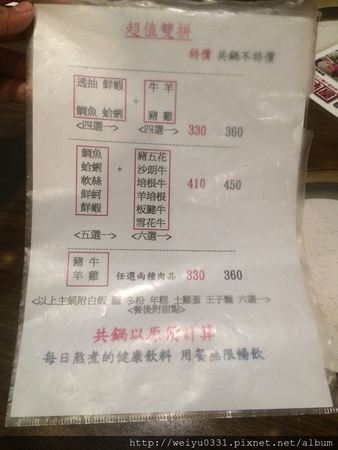 超值雙拼
特價 共鍋不特價
透抽 鮮蝦
鯛魚 蛤蜊
<四選一>
+
牛 羊
豬 雞
<四選一>
330 360
鯛魚
蛤蜊
軟絲
鮮蚵
鮮蝦
<五選一>
+
豬五花
沙朗牛
培根牛
羊培根
板腱牛
雪花牛
<六選一>
410 450
豬 牛
羊 雞
任選兩種肉品 330 360
<以上主鍋附白飯 麵 冬粉 年糕 土雞蛋 王子麵 六選一>
<餐後附甜點>
共鍋以原價計算
每日熬煮的健康飲料 用餐無限暢飲
http://weiyu0331.pixnet.net/album